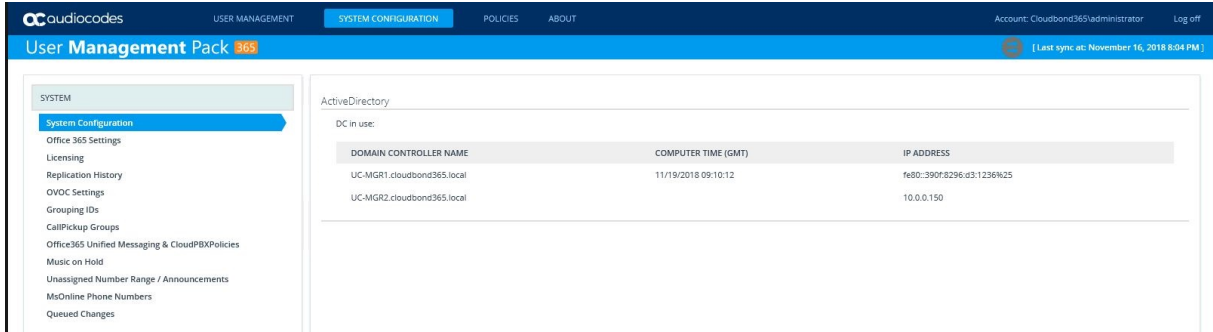 audiocodes USER MANAGEMENT SYSTEM CONFIGURATION POLICIES ABOUT Account: Cloudbond365\administrator Log off
User Management Pack 365 [ Last sync at: November 16, 2018 8:04 PM ]
SYSTEM
System Configuration
Office 365 Settings
Licensing
Replication History
OVOC Settings
Grouping IDs
CallPickup Groups
Office365 Unified Messaging & CloudPBXPolicies
Music on Hold
Unassigned Number Range / Announcements
MsOnline Phone Numbers
Queued Changes
ActiveDirectory
DC in use:
DOMAIN CONTROLLER NAME COMPUTER TIME (GMT) IP ADDRESS
UC-MGR1.cloudbond365.local 11/19/2018 09:10:12 fe80::390f:8296:d3:1236%25
UC-MGR2.cloudbond365.local 10.0.0.150